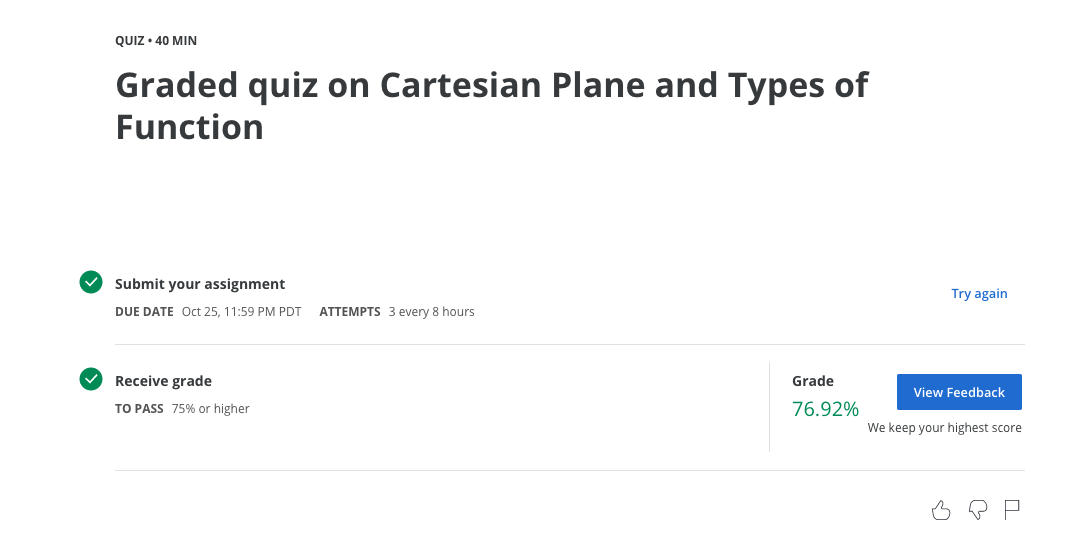 QUIZ • 40 MIN
Graded quiz on Cartesian Plane and Types of
Function
Submit your assignment
DUE DATE Oct 25, 11:59 PM PDT ATTEMPTS 3 every 8 hours
Try again
Receive grade
TO PASS 75% or higher
Grade
76.92%
View Feedback
We keep your highest score